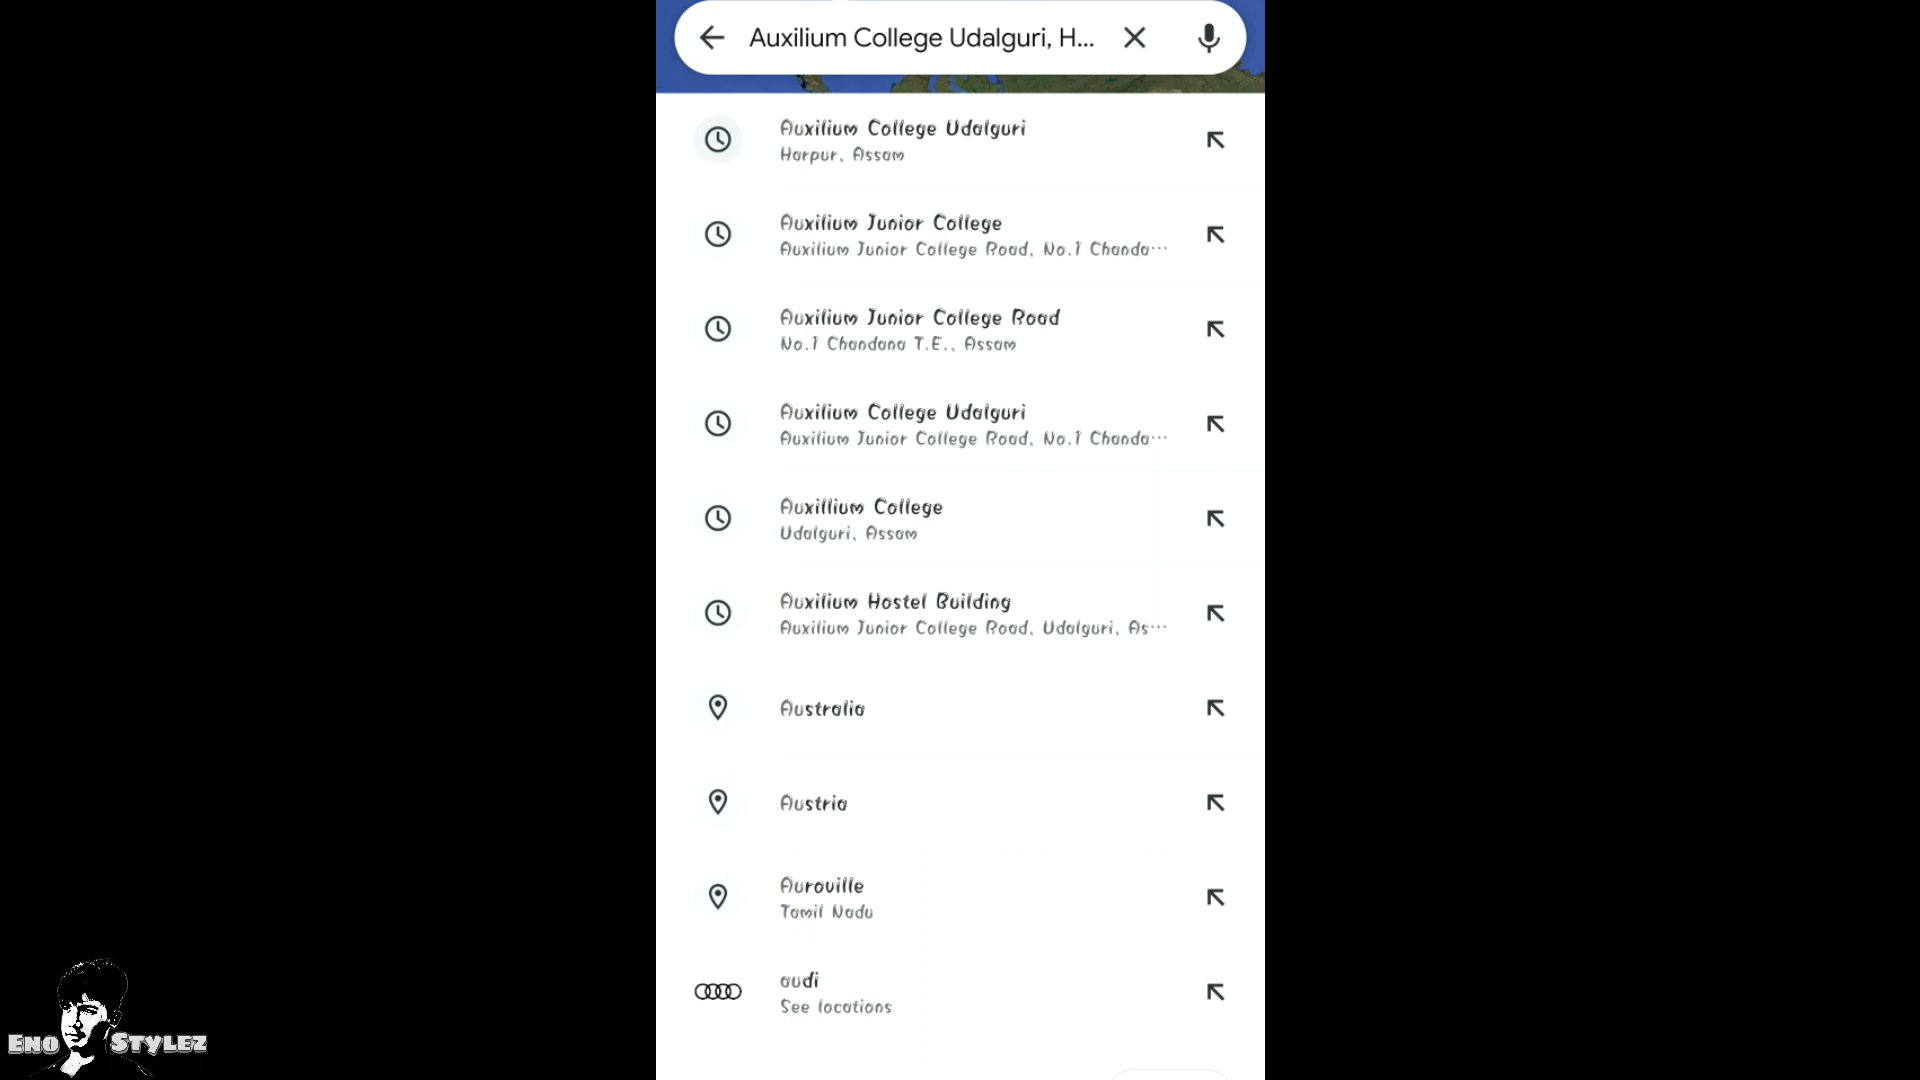 Auxilium College Udalguri, H...
Auxilium College Udalguri
Harpur, Assam
Auxilium Junior College
Auxilium Junior College Road, No.1 Chanda...
Auxilium Junior College Road
No.1 Chandana T.E., Assam
Auxilium College Udalguri
Auxilium Junior College Road, No.1 Chanda...
Auxillium College
Udalguri, Assam
Auxilium Hostel Building
Auxilium Junior College Road, Udalguri, As...
Australia
Austria
Auroville
Tamil Nadu
audi
See locations
ENO STYLEZ